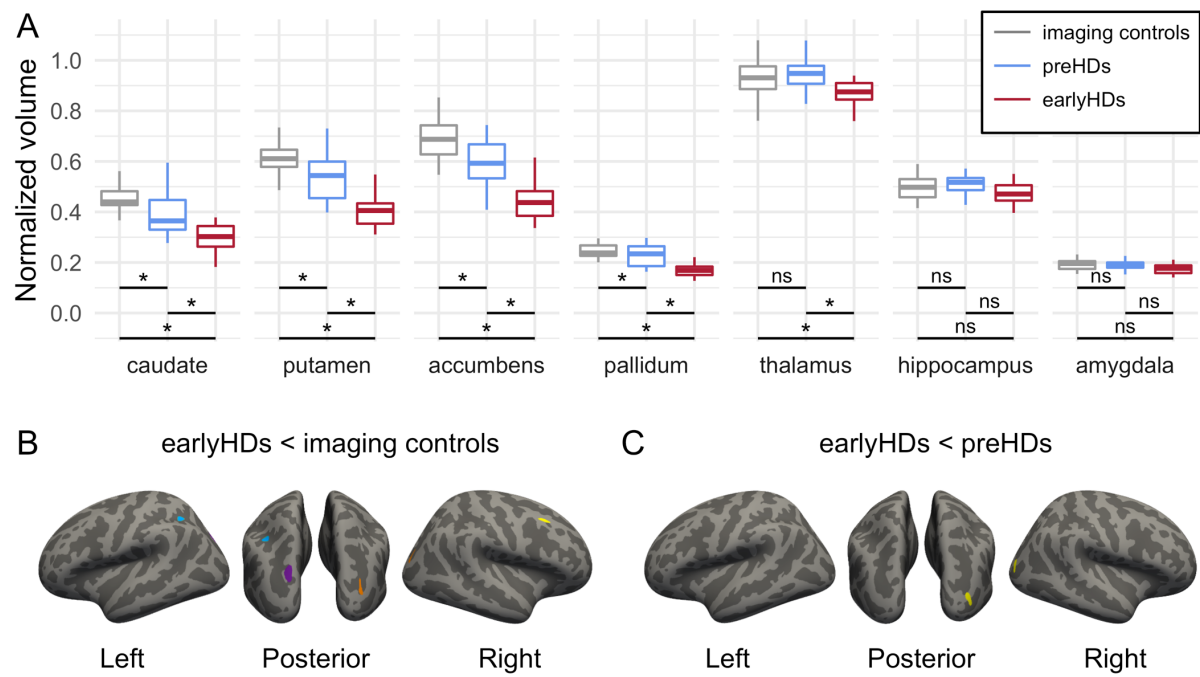 A
Normalized volume
1.0
0.8
0.6
0.4
0.2
0.0
imaging controls
preHDs
earlyHDs
* * * * ns ns ns
* * * * * ns ns
* * * * * ns ns
caudate putamen accumbens pallidum thalamus hippocampus amygdala
B earlyHDs < imaging controls
C earlyHDs < preHDs
Left Posterior Right
Left Posterior Right